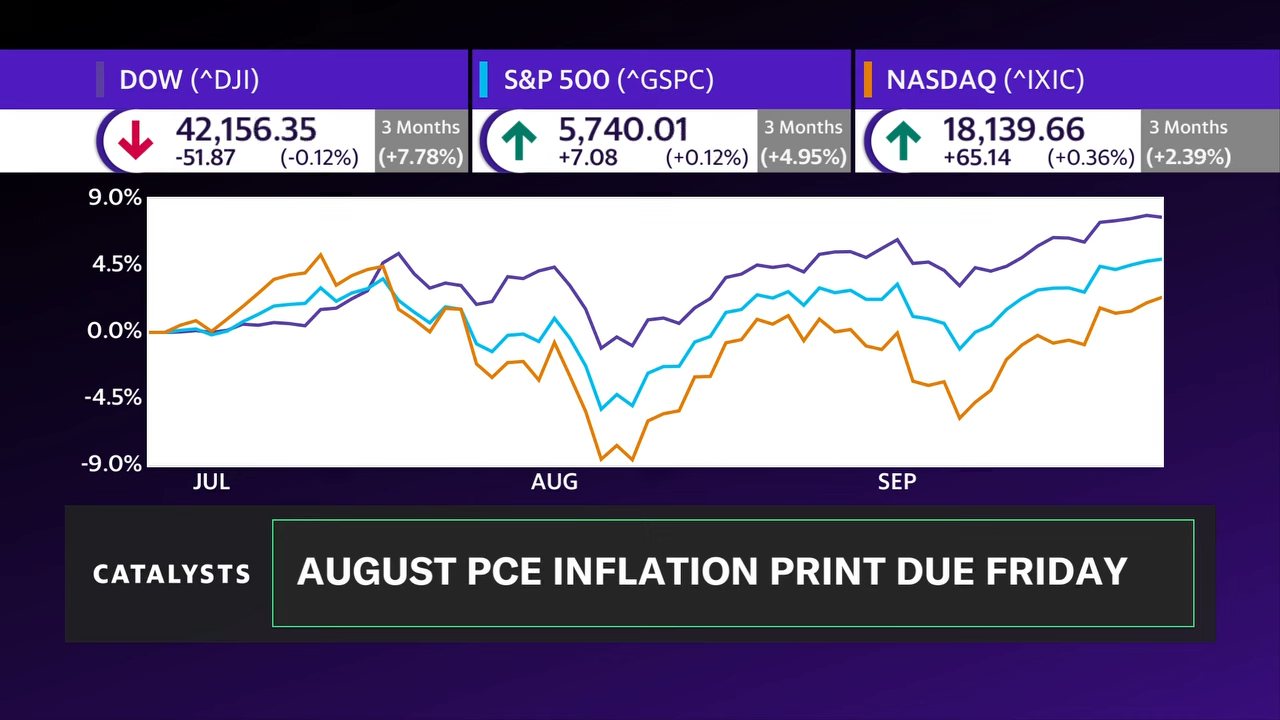 DOW (^DJI)
42,156.35
-51.87 (-0.12%)
3 Months
(+7.78%)
S&P 500 (^GSPC)
5,740.01
+7.08 (+0.12%)
3 Months
(+4.95%)
NASDAQ (^IXIC)
18,139.66
+65.14 (+0.36%)
3 Months
(+2.39%)
9.0%
4.5%
0.0%
-4.5%
-9.0%
JUL AUG SEP
CATALYSTS
AUGUST PCE INFLATION PRINT DUE FRIDAY